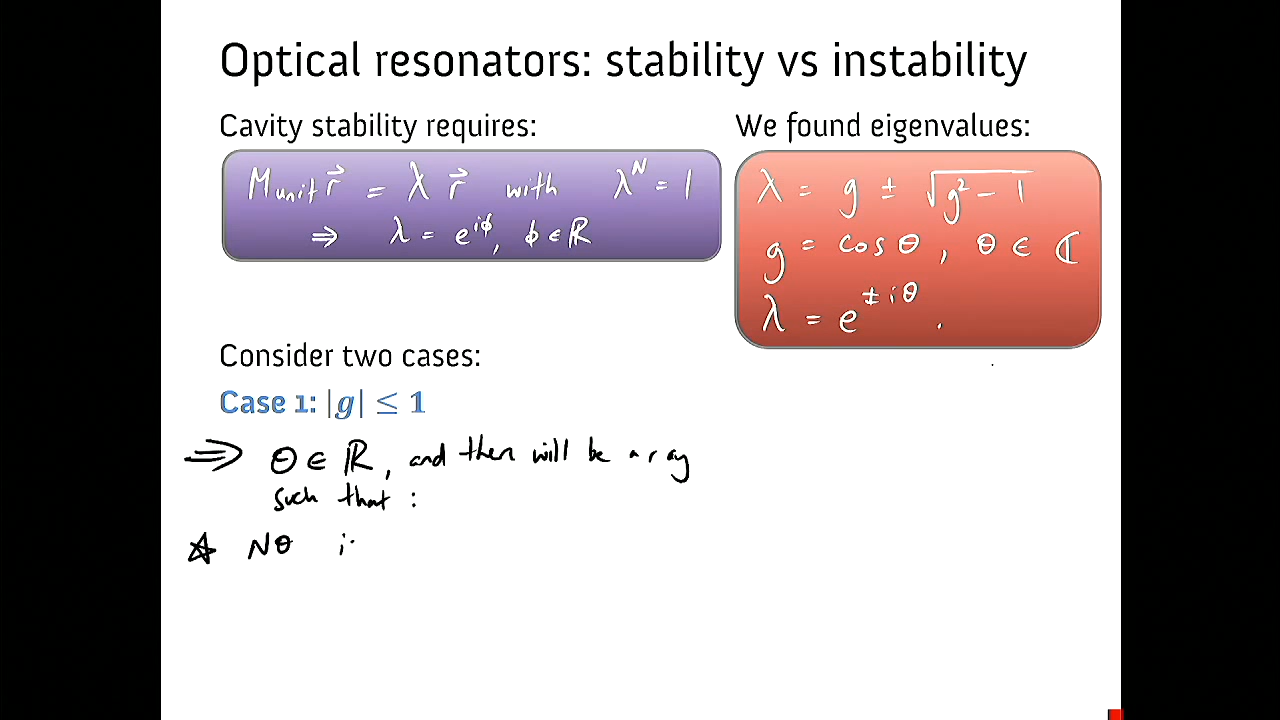 Optical resonators: stability vs instability
Cavity stability requires:
M_unit r⃗ = λ r⃗ with λ^N = 1
⇒ λ = e^{iϕ}, ϕ ∈ ℝ
We found eigenvalues:
λ = g ± √(g² − 1)
g = cos θ, θ ∈ ℂ
λ = e^{±iθ}.
Consider two cases:
Case 1: |g| ≤ 1
⇒ θ ∈ ℝ, and then will be a ray
such that:
☆ Nθ i